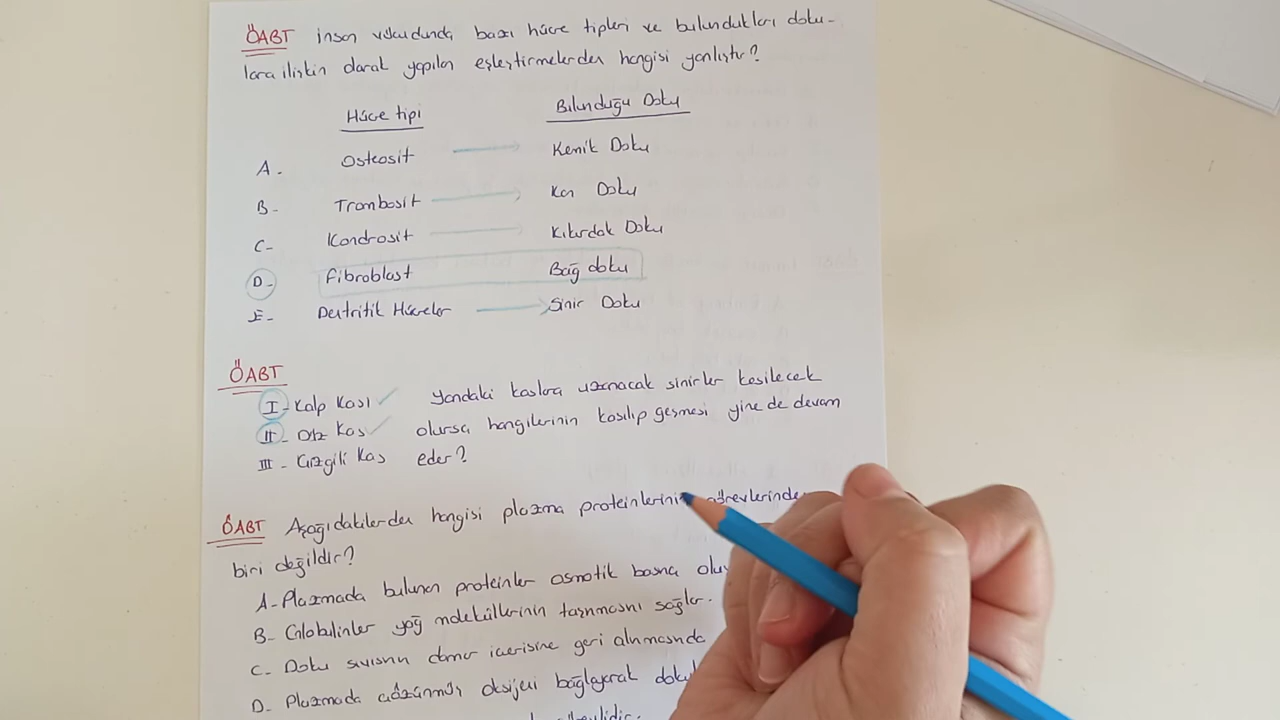 ÖABT insan vücudunda bazı hücre tipleri ve bulundukları doku-
lara ilişkin olarak yapılan eşleştirmelerden hangisi yanlıştır?
Hücre tipi Bulunduğu Doku
A. Osteosit Kemik Doku
B- Trombosit Kan Doku
C- Kondrosit Kıkırdak Doku
D- Fibroblast Bağ doku
E- Dentritik Hücreler Sinir Doku
ÖABT
I- Kalp Kası Yandaki kaslara uzanacak sinirler kesilecek
II- Düz Kas olursa hangilerinin kasılıp gevşemesi yine de devam
III- Çizgili Kas eder?
ÖABT Aşağıdakilerden hangisi plazma proteinlerinin görevlerinden
biri değildir?
A- Plazmada bulunan proteinler osmotik basınç
B- Globulinler yağ moleküllerinin taşınmasını sağlar.
C. Doku sıvısının damar içerisine geri alınmasında
D. Plazmada çözünmüş oksijeni bağlayarak